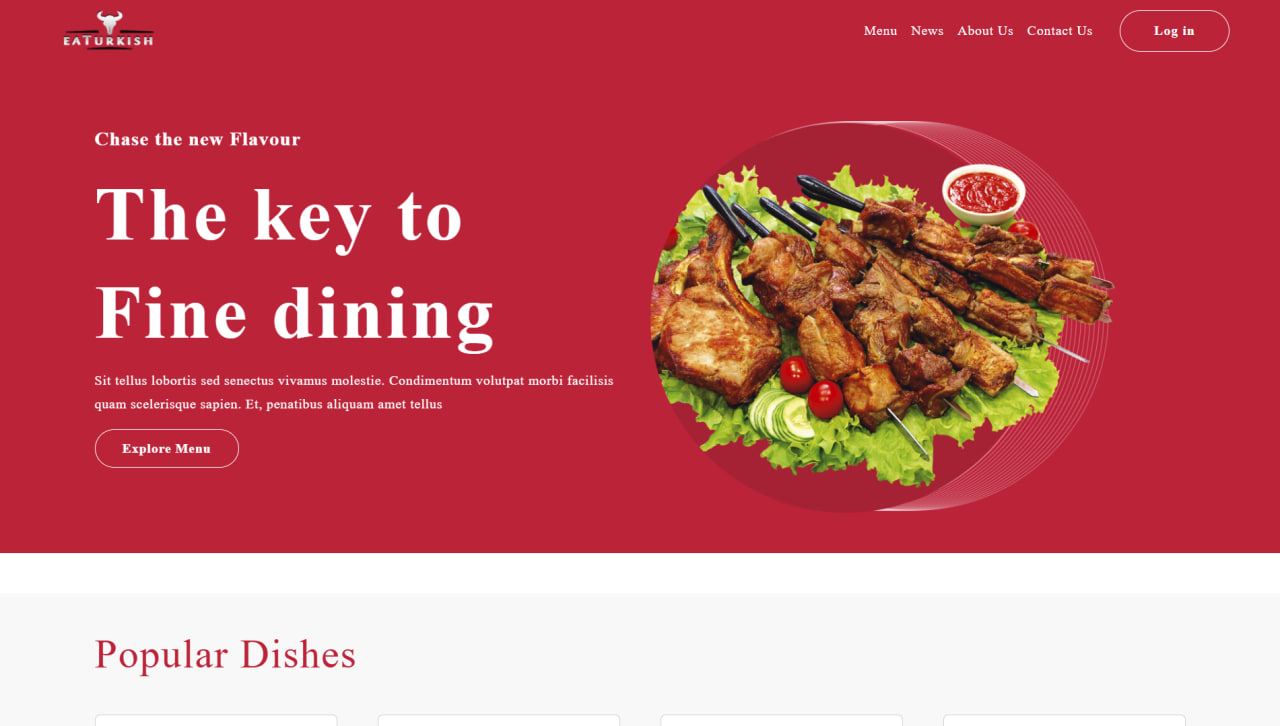 EATURKISH
Menu News About Us Contact Us Log in
Chase the new Flavour
The key to
Fine dining
Sit tellus lobortis sed senectus vivamus molestie. Condimentum volutpat morbi facilisis
quam scelerisque sapien. Et, penatibus aliquam amet tellus
Explore Menu
Popular Dishes